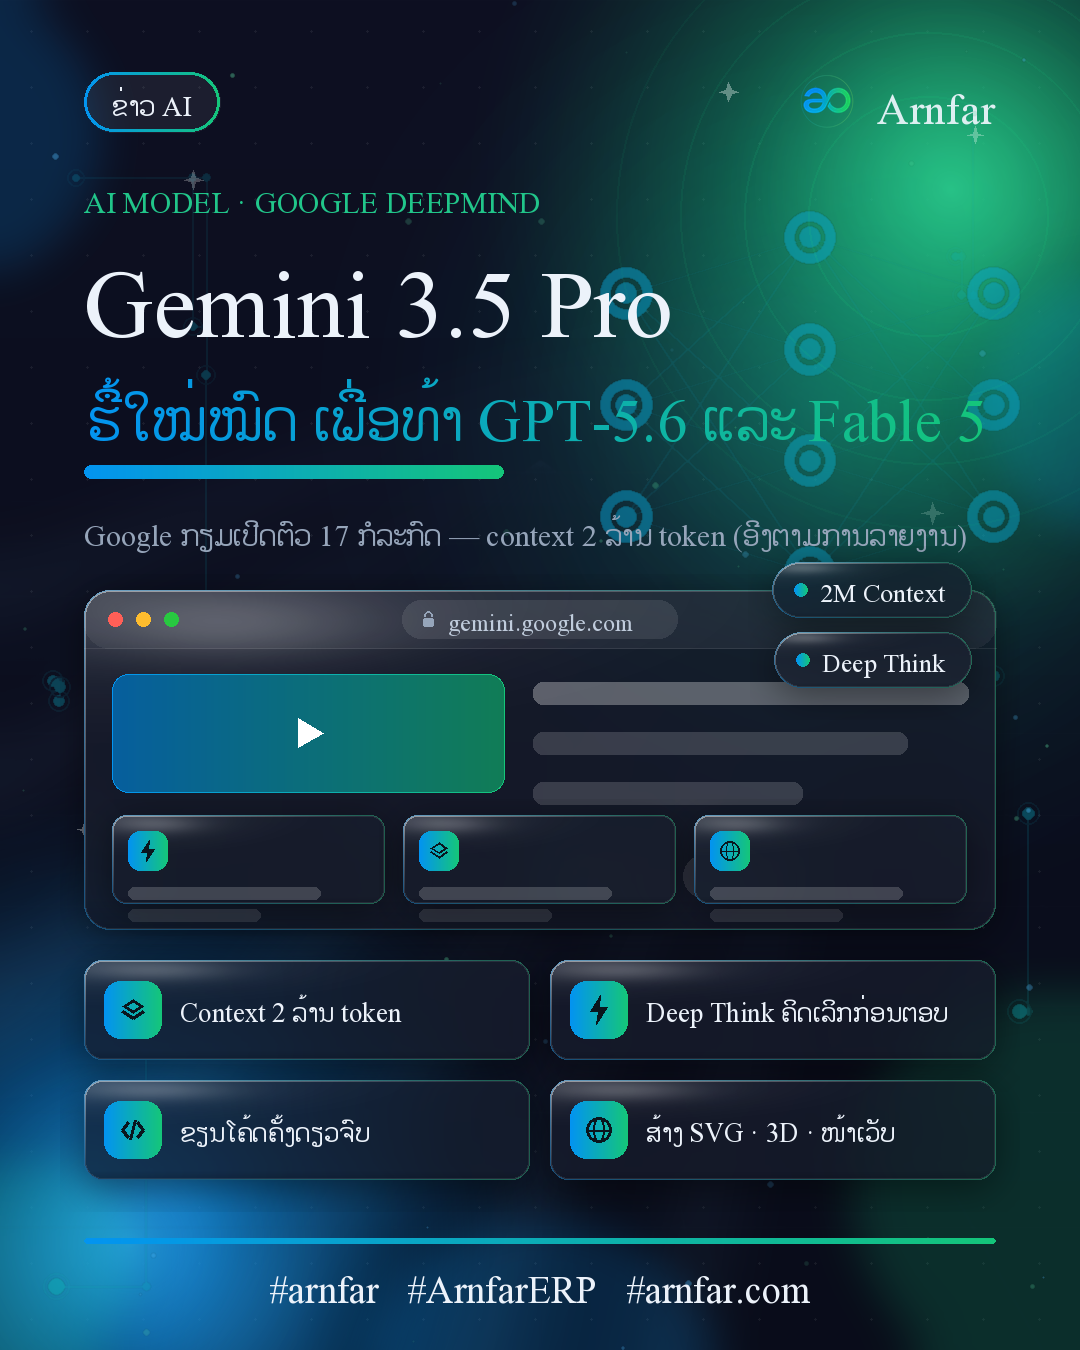 ຂ່າວ AI
Arnfar
AI MODEL · GOOGLE DEEPMIND
Gemini 3.5 Pro
ຮື້ໃໝ່ໝົດ ເພື່ອທ້າ GPT-5.6 ແລະ Fable 5
Google ກຽມເປີດຕົວ 17 ກໍລະກົດ — context 2 ລ້ານ token (ອີງຕາມການລາຍງານ)
2M Context
gemini.google.com
Deep Think
Context 2 ລ້ານ token
Deep Think ຄິດເລິກກ່ອນຕອບ
ຂຽນໂຄ້ດຄັ້ງດຽວຈົບ
ສ້າງ SVG · 3D · ໜ້າເວັບ
#arnfar #ArnfarERP #arnfar.com